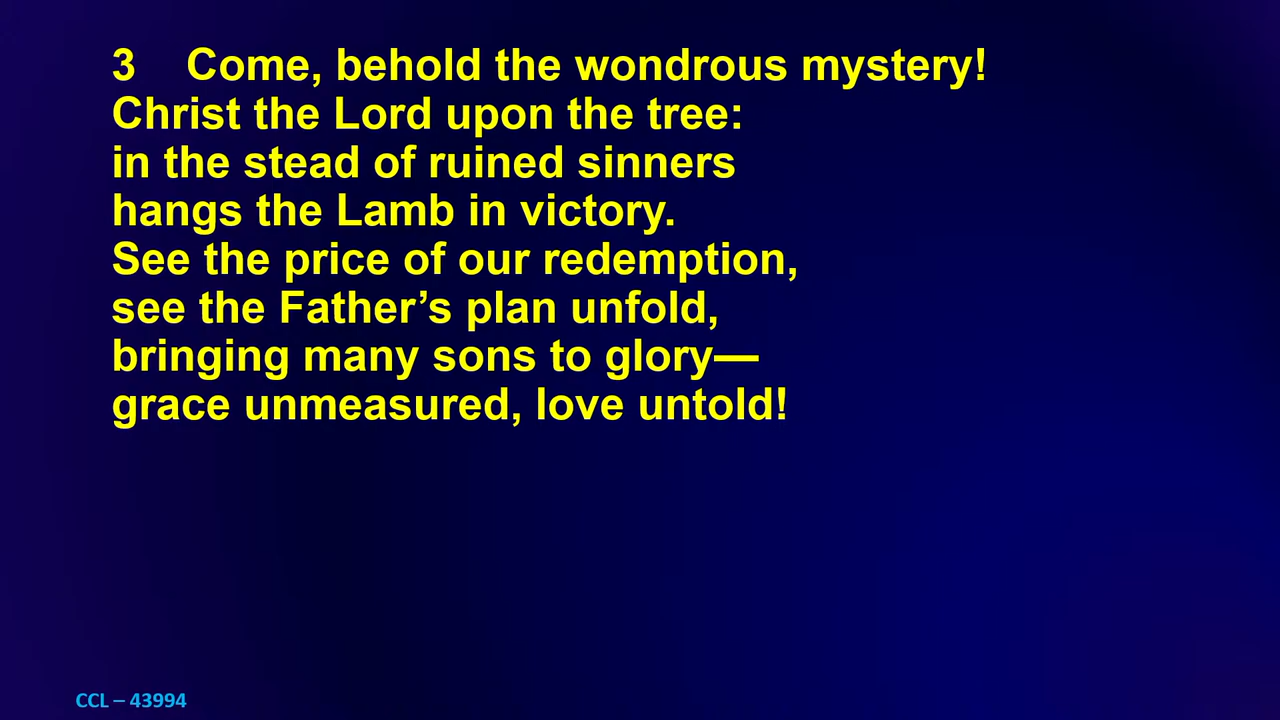 3 Come, behold the wondrous mystery!
Christ the Lord upon the tree:
in the stead of ruined sinners
hangs the Lamb in victory.
See the price of our redemption,
see the Father’s plan unfold,
bringing many sons to glory—
grace unmeasured, love untold!
CCL – 43994